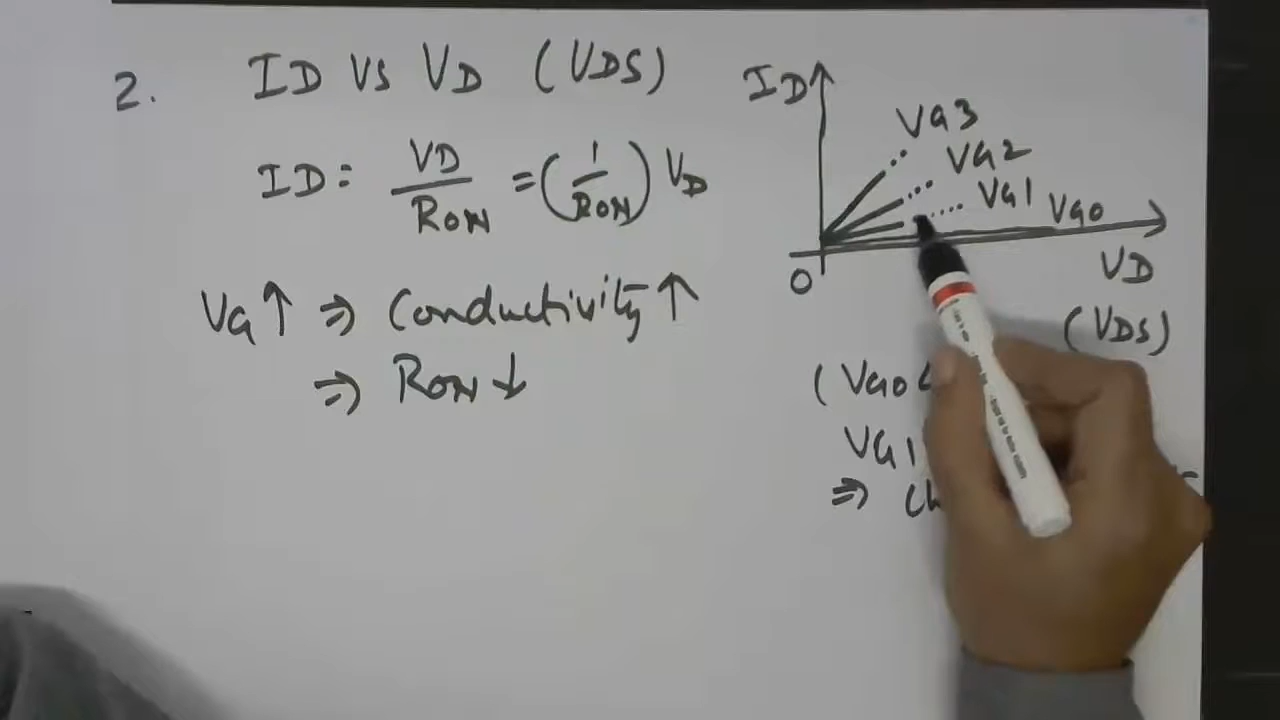 2. ID VS VD (VDS)
ID = VD/RON = (1/RON) VD
VG↑ ⇒ Conductivity↑
⇒ RON↓
ID
VG3
VG2
VG1
VG0
0
VD
(VDS)
(VG0
VG1
⇒